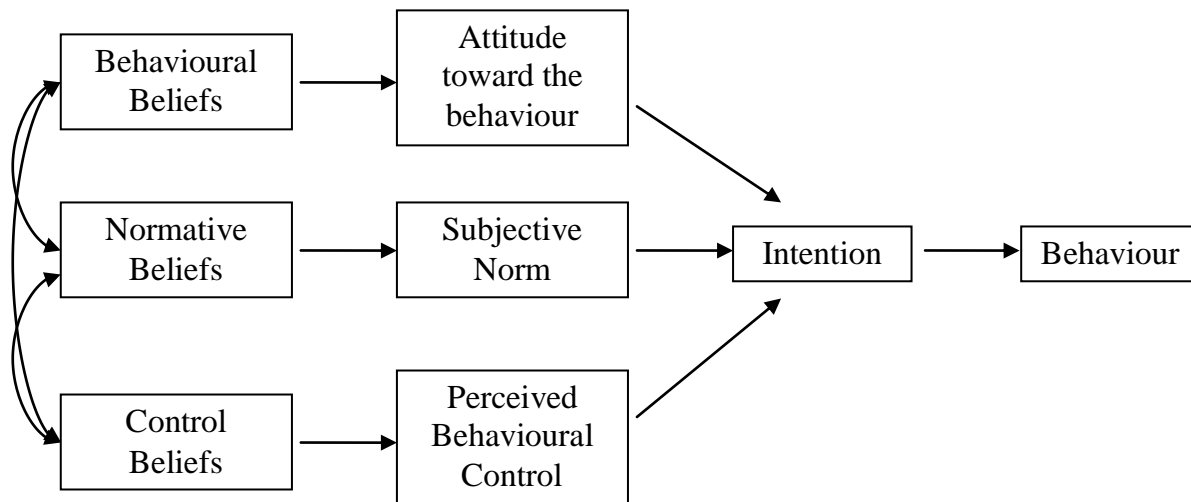 Behavioural
Beliefs
Attitude
toward the
behaviour
Normative
Beliefs
Subjective
Norm
Intention
Behaviour
Control
Beliefs
Perceived
Behavioural
Control